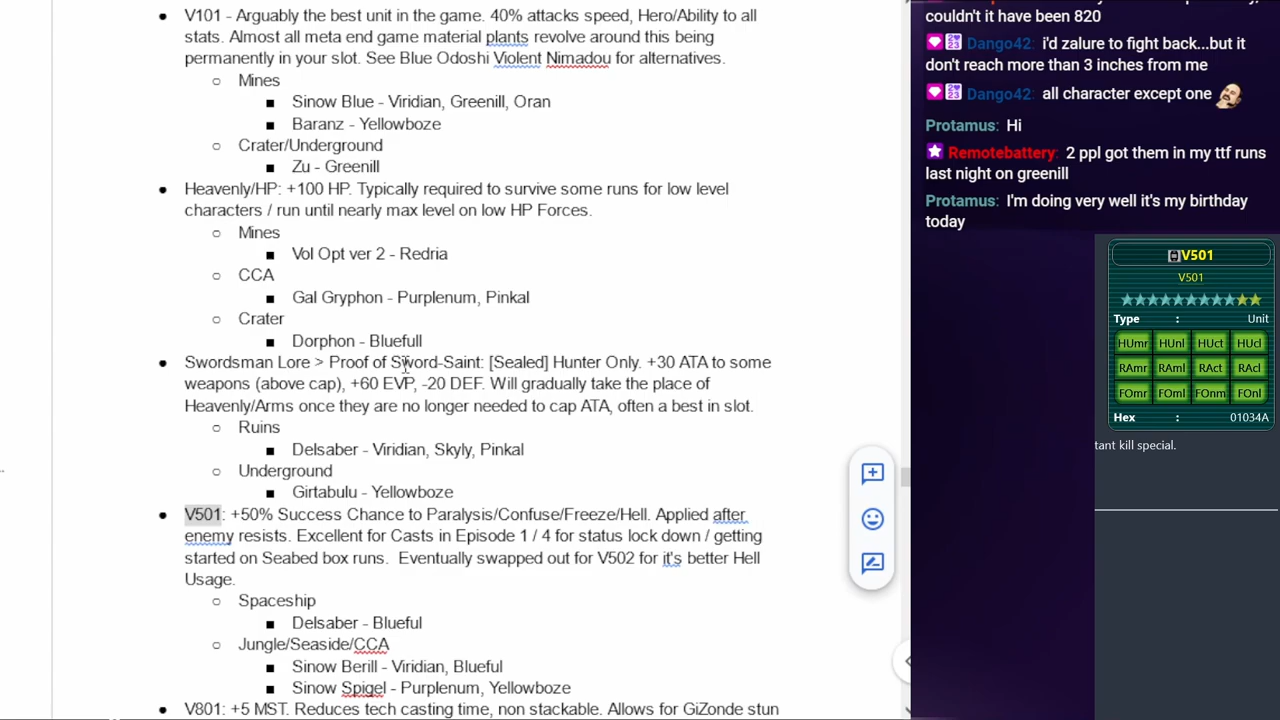 V101 - Arguably the best unit in the game. 40% attacks speed, Hero/Ability to all
stats. Almost all meta end game material plants revolve around this being
permanently in your slot. See Blue Odoshi Violent Nimadou for alternatives.
Mines
Sinow Blue - Viridian, Greenill, Oran
Baranz - Yellowboze
Crater/Underground
Zu - Greenill
Heavenly/HP: +100 HP. Typically required to survive some runs for low level
characters / run until nearly max level on low HP Forces.
Mines
Vol Opt ver 2 - Redria
CCA
Gal Gryphon - Purplenum, Pinkal
Crater
Dorphon - Bluefull
Swordsman Lore > Proof of Sword-Saint: [Sealed] Hunter Only. +30 ATA to some
weapons (above cap), +60 EVP, -20 DEF. Will gradually take the place of
Heavenly/Arms once they are no longer needed to cap ATA, often a best in slot.
Ruins
Delsaber - Viridian, Skyly, Pinkal
Underground
Girtabulu - Yellowboze
V501: +50% Success Chance to Paralysis/Confuse/Freeze/Hell. Applied after
enemy resists. Excellent for Casts in Episode 1 / 4 for status lock down / getting
started on Seabed box runs.  Eventually swapped out for V502 for it's better Hell
Usage.
Spaceship
Delsaber - Blueful
Jungle/Seaside/CCA
Sinow Berill - Viridian, Blueful
Sinow Spigel - Purplenum, Yellowboze
V801: +5 MST. Reduces tech casting time, non stackable. Allows for GiZonde stun
couldn't it have been 820
Dango42: i'd zalure to fight back...but it
don't reach more than 3 inches from me
Dango42: all character except one
Protamus: Hi
Remotebattery: 2 ppl got them in my ttf runs
last night on greenill
Protamus: I'm doing very well it's my birthday
today
V501
V501
Type : Unit
HUmr HUnl HUct HUcl
RAmr RAml RAct RAcl
FOmr FOml FOnm FOnl
Hex : 01034A
tant kill special.